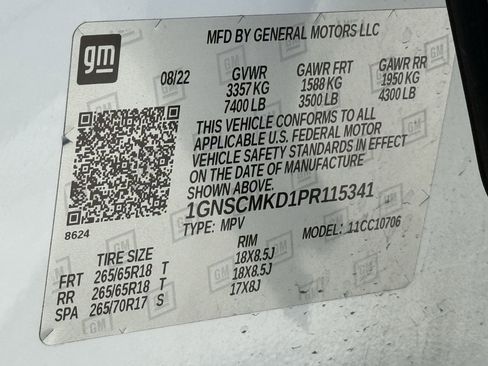 gm
MFD BY GENERAL MOTORS LLC
08/22 GVWR GAWR FRT GAWR RR
3357 KG 1588 KG 1950 KG
7400 LB 3500 LB 4300 LB
THIS VEHICLE CONFORMS TO ALL
APPLICABLE U.S. FEDERAL MOTOR
VEHICLE SAFETY STANDARDS IN EFFECT
ON THE DATE OF MANUFACTURE
SHOWN ABOVE.
1GNSCMKD1PR115341
8624
TYPE: MPV MODEL: 11CC10706
TIRE SIZE RIM
FRT 265/65R18 T 18X8.5J
RR 265/65R18 T 18X8.5J
SPA 265/70R17 S 17X8J